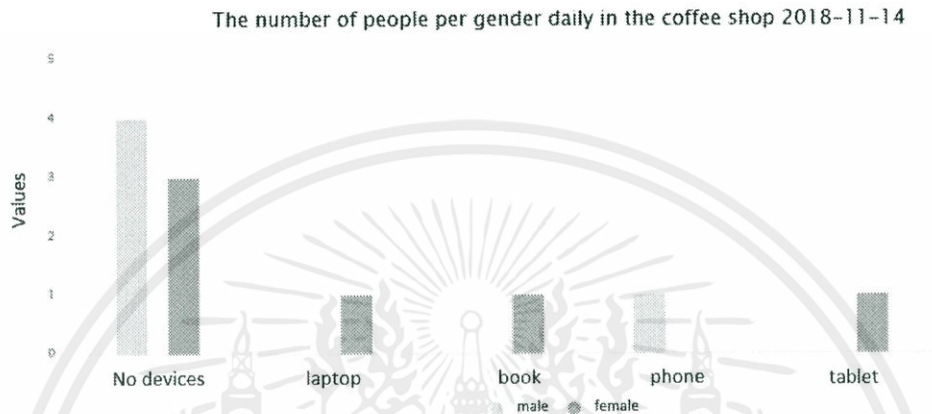 The number of people per gender daily in the coffee shop 2018-11-14
Values
5
4
3
2
1
0
No devices laptop book phone tablet
male female